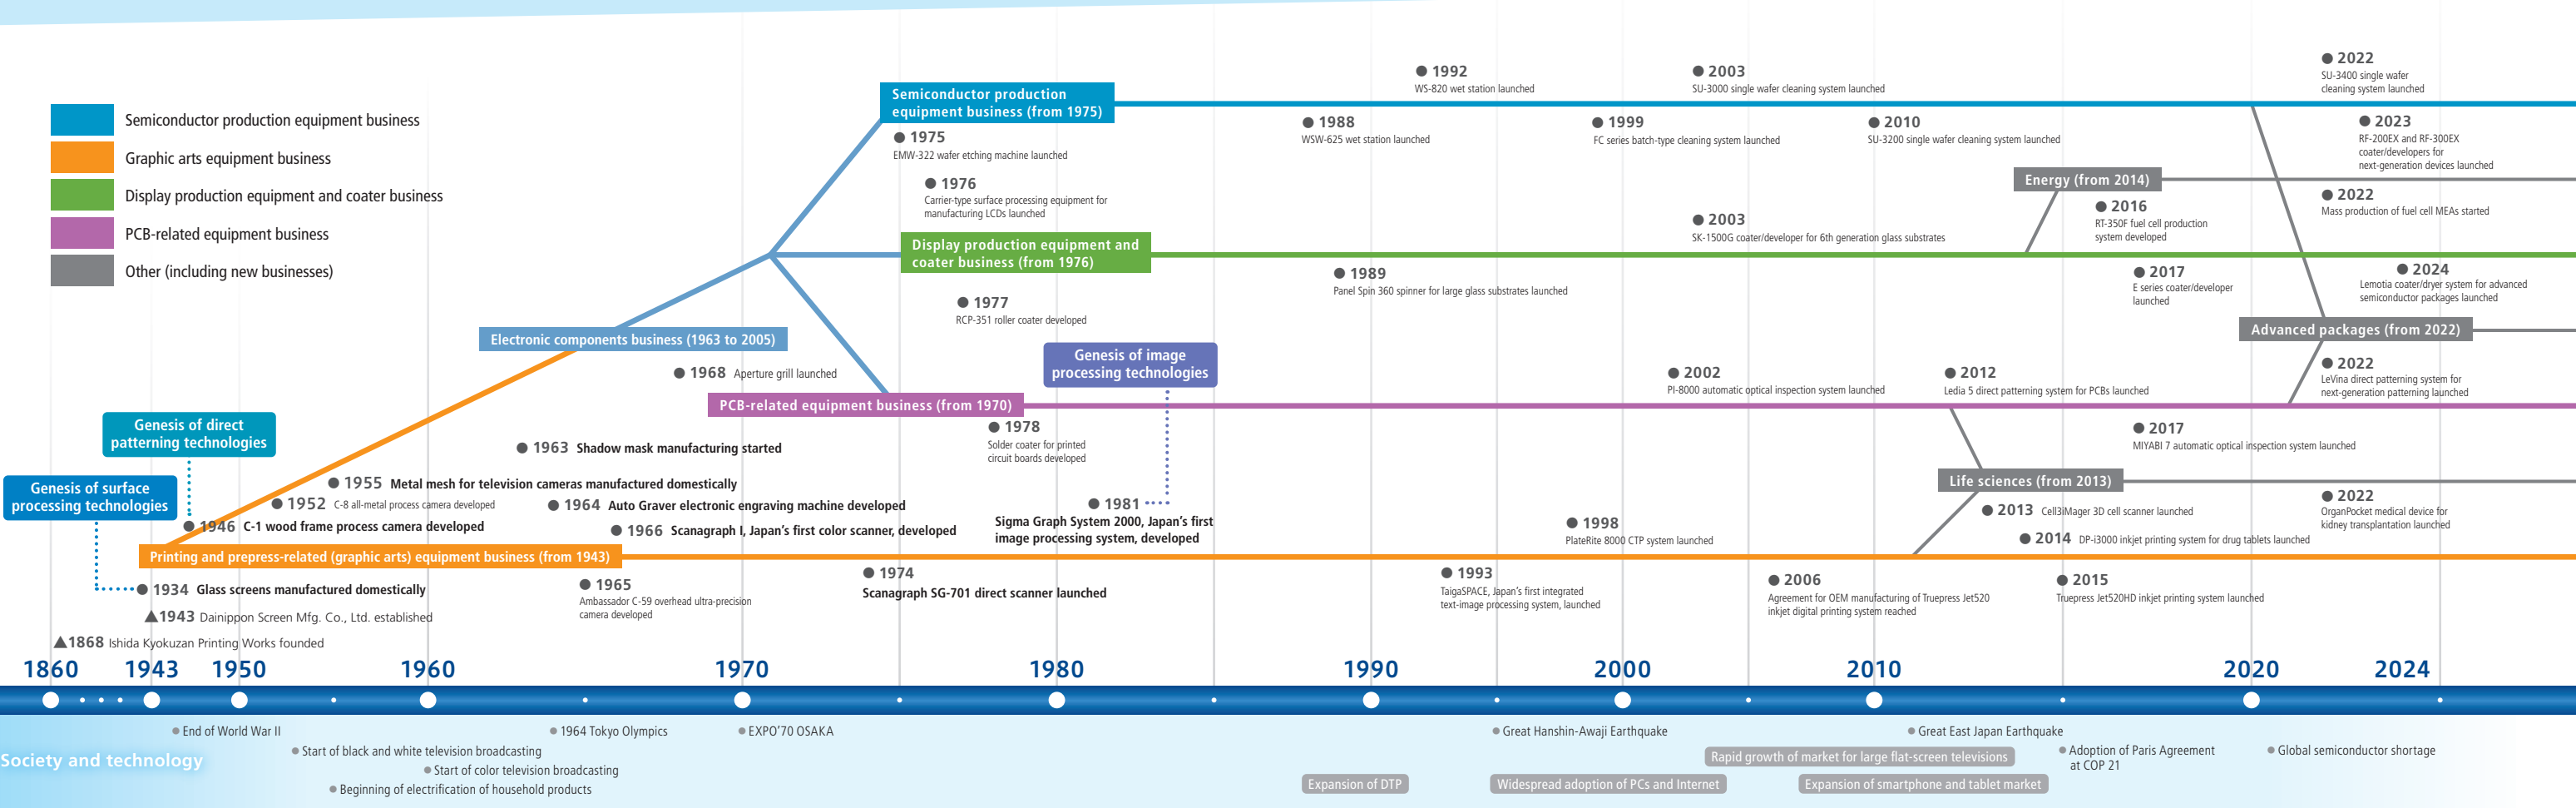 Semiconductor production equipment business
Graphic arts equipment business
Display production equipment and coater business
PCB-related equipment business
Other (including new businesses)
Semiconductor production
equipment business (from 1975)
1975
EMW-322 wafer etching machine launched
1976
Carrier-type surface processing equipment for
manufacturing LCDs launched
1992
WS-820 wet station launched
1988
WSW-625 wet station launched
2003
SU-3000 single wafer cleaning system launched
1999
FC series batch-type cleaning system launched
2010
SU-3200 single wafer cleaning system launched
2022
SU-3400 single wafer
cleaning system launched
2023
RF-200EX and RF-300EX
coater/developers for
next-generation devices launched
Energy (from 2014)
2016
RT-350F fuel cell production
system developed
2022
Mass production of fuel cell MEAs started
Display production equipment and
coater business (from 1976)
2003
SK-1500G coater/developer for 6th generation glass substrates
1989
Panel Spin 360 spinner for large glass substrates launched
1977
RCP-351 roller coater developed
2017
E series coater/developer
launched
2024
Lemotia coater/dryer system for advanced
semiconductor packages launched
Advanced packages (from 2022)
2022
LeVina direct patterning system for
next-generation patterning launched
Electronic components business (1963 to 2005)
1968 Aperture grill launched
Genesis of image
processing technologies
PCB-related equipment business (from 1970)
1978
Solder coater for printed
circuit boards developed
2002
PI-8000 automatic optical inspection system launched
2012
Ledia 5 direct patterning system for PCBs launched
2017
MIYABI 7 automatic optical inspection system launched
Life sciences (from 2013)
2013 Cell3iMager 3D cell scanner launched
2014 DP-i3000 inkjet printing system for drug tablets launched
2022
OrganPocket medical device for
kidney transplantation launched
Genesis of direct
patterning technologies
Genesis of surface
processing technologies
1963 Shadow mask manufacturing started
1955 Metal mesh for television cameras manufactured domestically
1952 C-8 all-metal process camera developed
1964 Auto Graver electronic engraving machine developed
1946 C-1 wood frame process camera developed
1966 Scanagraph I, Japan's first color scanner, developed
1981
Sigma Graph System 2000, Japan's first
image processing system, developed
1998
PlateRite 8000 CTP system launched
Printing and prepress-related (graphic arts) equipment business (from 1943)
1934 Glass screens manufactured domestically
1943 Dainippon Screen Mfg. Co., Ltd. established
1868 Ishida Kyokuzan Printing Works founded
1965
Ambassador C-59 overhead ultra-precision
camera developed
1974
Scanagraph SG-701 direct scanner launched
1993
TaigaSPACE, Japan's first integrated
text-image processing system, launched
2006
Agreement for OEM manufacturing of Truepress Jet520
inkjet digital printing system reached
2015
Truepress Jet520HD inkjet printing system launched
1860 1943 1950 1960 1970 1980 1990 2000 2010 2020 2024
Society and technology
End of World War II
Start of black and white television broadcasting
Start of color television broadcasting
Beginning of electrification of household products
1964 Tokyo Olympics
EXPO'70 OSAKA
Expansion of DTP
Great Hanshin-Awaji Earthquake
Widespread adoption of PCs and Internet
Rapid growth of market for large flat-screen televisions
Expansion of smartphone and tablet market
Great East Japan Earthquake
Adoption of Paris Agreement
at COP 21
Global semiconductor shortage